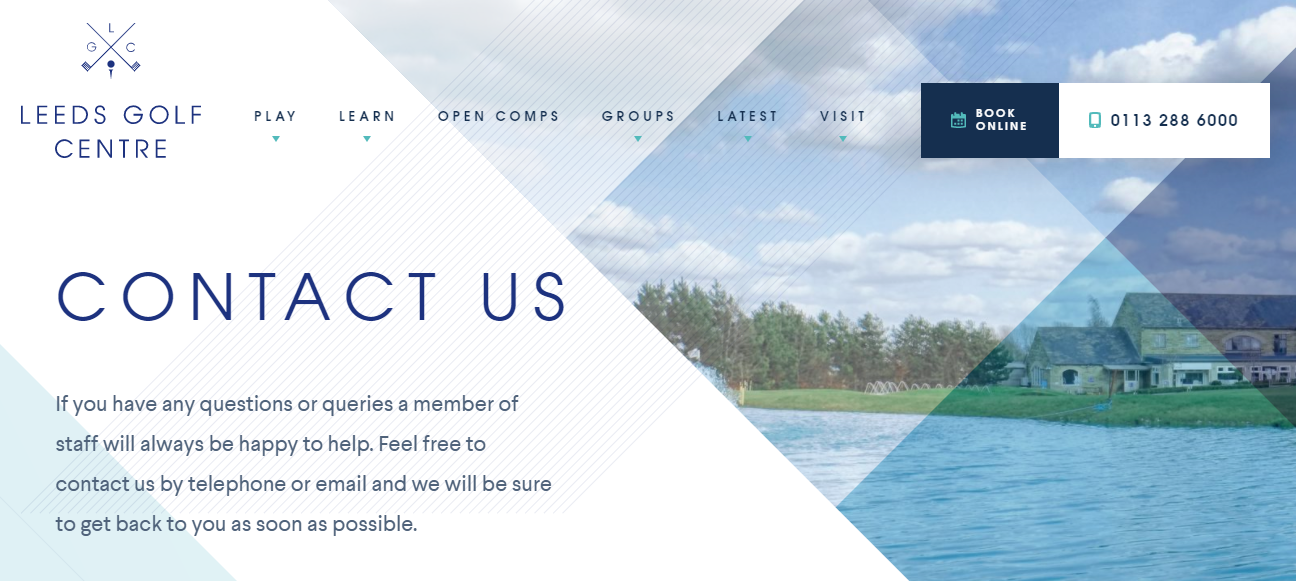 L
G C
LEEDS GOLF
CENTRE
PLAY LEARN OPEN COMPS GROUPS LATEST VISIT
BOOK
ONLINE
0113 288 6000
CONTACT US
If you have any questions or queries a member of
staff will always be happy to help. Feel free to
contact us by telephone or email and we will be sure
to get back to you as soon as possible.